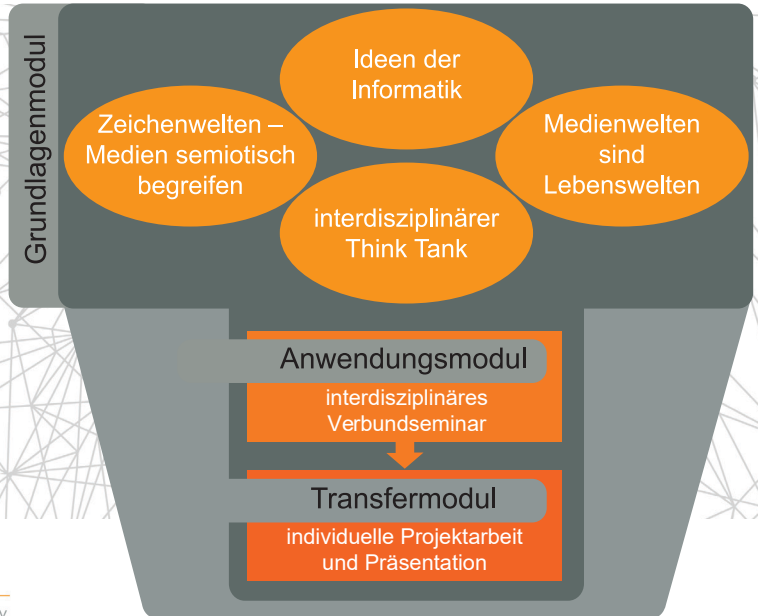 Grundlagenmodul
Ideen der
Informatik
Zeichenwelten –
Medien semiotisch
begreifen
Medienwelten
sind
Lebenswelten
interdisziplinärer
Think Tank
Anwendungsmodul
interdisziplinäres
Verbundseminar
Transfermodul
individuelle Projektarbeit
und Präsentation